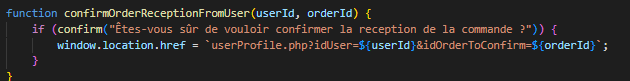 function confirmOrderReceptionFromUser(userId, orderId) {
if (confirm("Êtes-vous sûr de vouloir confirmer la reception de la commande ?")) {
window.location.href = `userProfile.php?idUser=${userId}&idOrderToConfirm=${orderId}`;
}
}